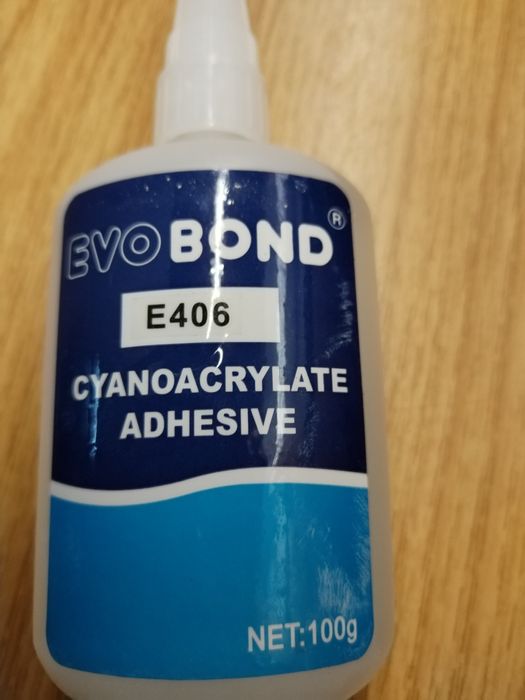 EVOBOND®
E406
CYANOACRYLATE
ADHESIVE
NET:100g